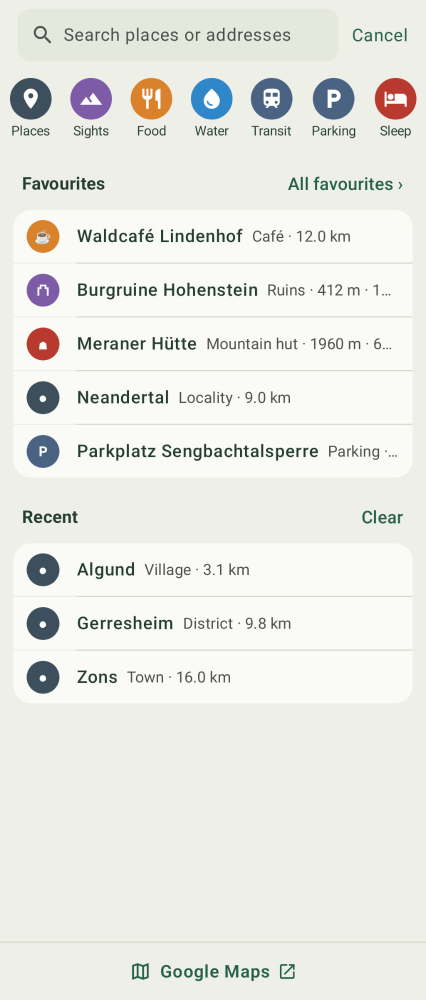 Search places or addresses Cancel
Places Sights Food Water Transit Parking Sleep
Favourites All favourites ›
Waldcafé Lindenhof Café · 12.0 km
Burgruine Hohenstein Ruins · 412 m · 1…
Meraner Hütte Mountain hut · 1960 m · 6…
Neandertal Locality · 9.0 km
P Parkplatz Sengbachtalsperre Parking ·…
Recent Clear
Algund Village · 3.1 km
Gerresheim District · 9.8 km
Zons Town · 16.0 km
Google Maps